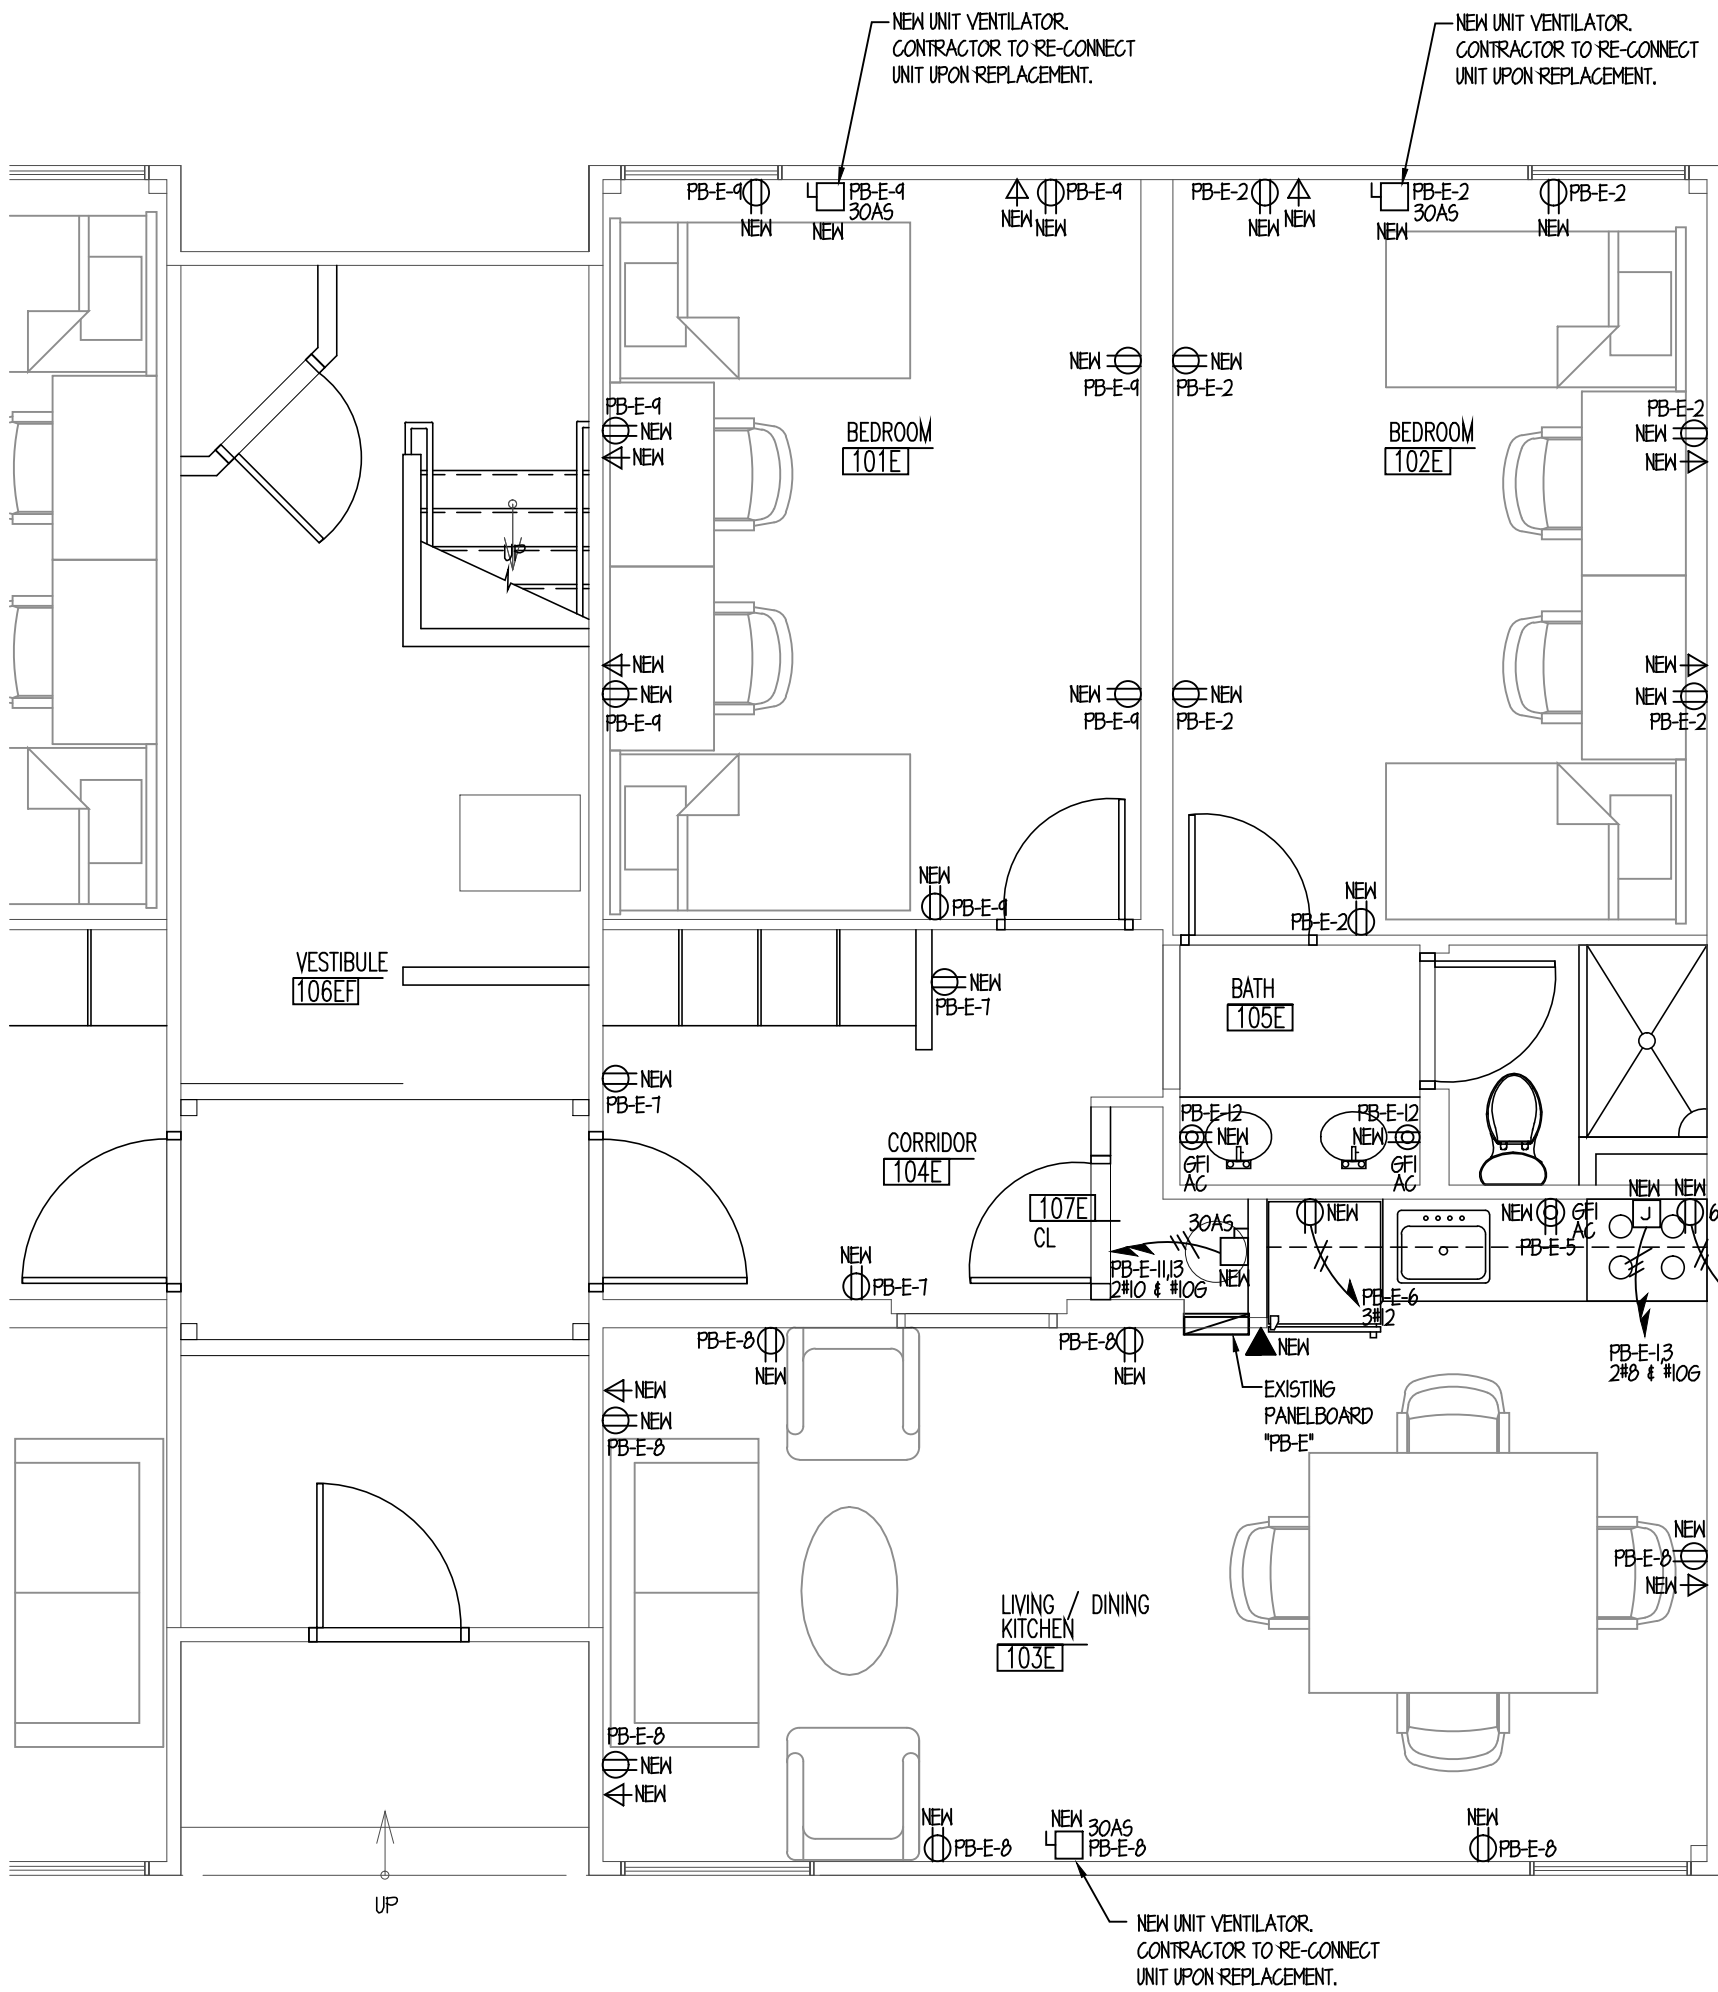 NEW UNIT VENTILATOR.
CONTRACTOR TO RE-CONNECT
UNIT UPON REPLACEMENT.
NEW UNIT VENTILATOR.
CONTRACTOR TO RE-CONNECT
UNIT UPON REPLACEMENT.
PB-E-9
NEW
PB-E-9
30AS
NEW
NEW
PB-E-9
NEW
PB-E-2
NEW
NEW
PB-E-2
30AS
NEW
PB-E-2
NEW
NEW
PB-E-9
NEW
PB-E-2
PB-E-9
NEW
NEW
BEDROOM
101E
BEDROOM
102E
PB-E-2
NEW
NEW
UP
NEW
NEW
PB-E-9
NEW
PB-E-9
NEW
PB-E-2
NEW
NEW
PB-E-2
NEW
PB-E-9
NEW
PB-E-2
VESTIBULE
106EF
NEW
PB-E-7
BATH
105E
NEW
PB-E-7
CORRIDOR
104E
PB-E-12
NEW
GFI
AC
PB-E-12
NEW
GFI
AC
107E
CL
30AS
NEW
PB-E-11,13
2#10 & #10G
NEW
PB-E-6
3#12
NEW
GFI
AC
PB-E-5
NEW
J
NEW
6
PB-E-1,3
2#8 & #10G
NEW
PB-E-7
PB-E-8
NEW
PB-E-8
NEW
NEW
EXISTING
PANELBOARD
"PB-E"
NEW
NEW
PB-E-8
NEW
PB-E-8
NEW
LIVING / DINING
KITCHEN
103E
PB-E-8
NEW
NEW
NEW
PB-E-8
NEW
30AS
PB-E-8
NEW
PB-E-8
UP
NEW UNIT VENTILATOR.
CONTRACTOR TO RE-CONNECT
UNIT UPON REPLACEMENT.